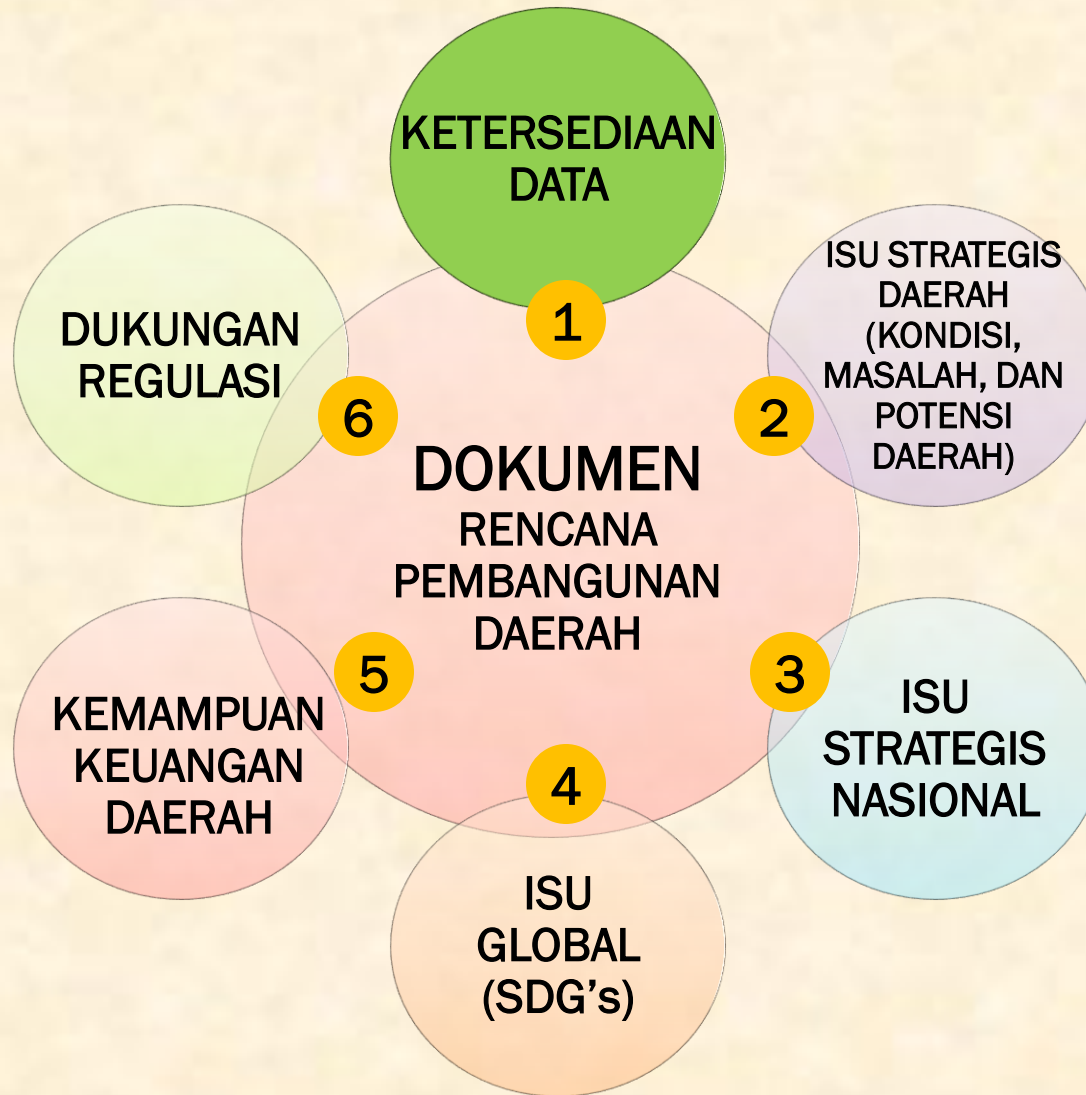 KETERSEDIAAN
DATA
1
ISU STRATEGIS
DAERAH
(KONDISI,
MASALAH, DAN
POTENSI
DAERAH)
2
DUKUNGAN
REGULASI
6
DOKUMEN
RENCANA
PEMBANGUNAN
DAERAH
3
ISU
STRATEGIS
NASIONAL
5
KEMAMPUAN
KEUANGAN
DAERAH
4
ISU
GLOBAL
(SDG's)